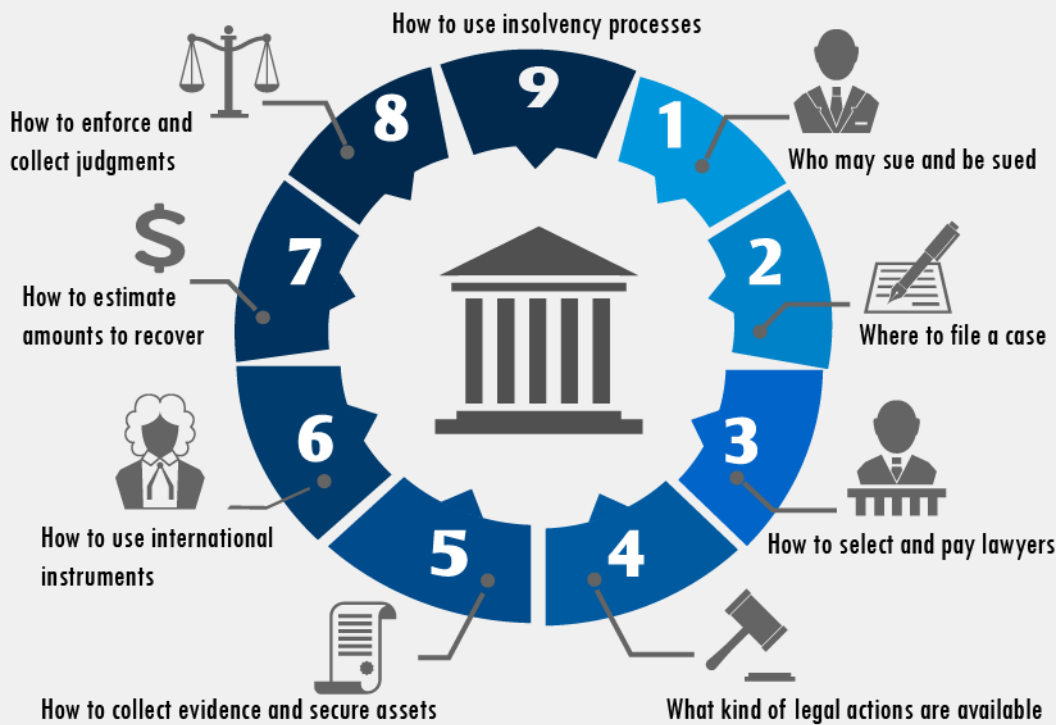 How to use insolvency processes
9
1
Who may sue and be sued
2
Where to file a case
3
How to select and pay lawyers
4
What kind of legal actions are available
5
How to collect evidence and secure assets
6
How to use international
instruments
7
$
How to estimate
amounts to recover
8
How to enforce and
collect judgments